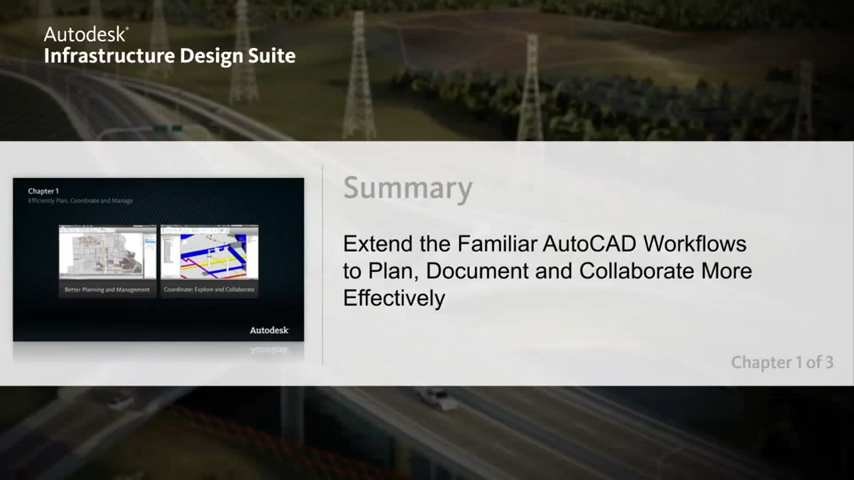 Autodesk®
Infrastructure Design Suite
Chapter 1
Efficiently Plan, Coordinate and Manage
Better Planning and Management
Coordinate: Explore and Collaborate
Autodesk
Summary
Extend the Familiar AutoCAD Workflows
to Plan, Document and Collaborate More
Effectively
Chapter 1 of 3